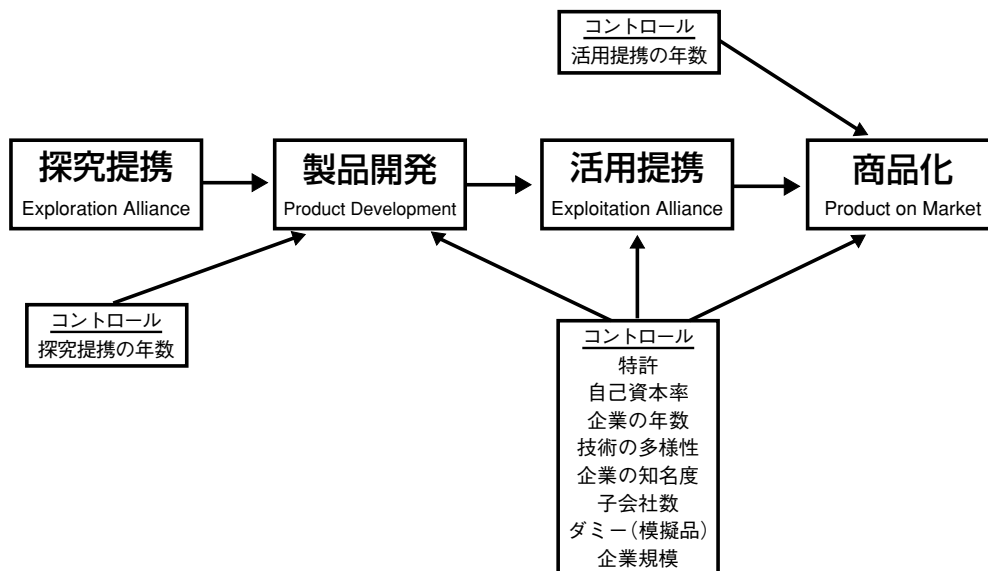 コントロール
活用提携の年数
探究提携
Exploration Alliance
製品開発
Product Development
活用提携
Exploitation Alliance
商品化
Product on Market
コントロール
探究提携の年数
コントロール
特許
自己資本率
企業の年数
技術の多様性
企業の知名度
子会社数
ダミー(模擬品)
企業規模